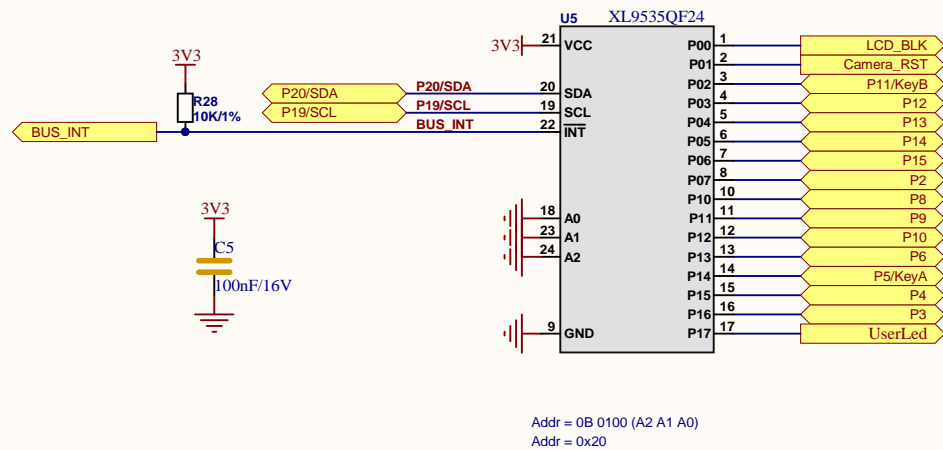 U5 XL9535QF24
3V3 21 VCC P00 1 LCD_BLK
P01 2 Camera_RST
3V3
P02 3 P11/KeyB
P20/SDA P20/SDA 20 SDA
R28
P03 4 P12
10K/1%
P19/SCL P19/SCL 19 SCL
P04 5 P13
BUS_INT BUS_INT 22 INT
P05 6 P14
P06 7 P15
P07 8 P2
P10 10 P8
3V3 18 A0 P11 11 P9
23 A1 P12 12 P10
C5
24 A2 P13 13 P6
P14 14 P5/KeyA
100nF/16V
P15 15 P4
P16 16 P3
9 GND P17 17 UserLed
Addr = 0B 0100 (A2 A1 A0)
Addr = 0x20